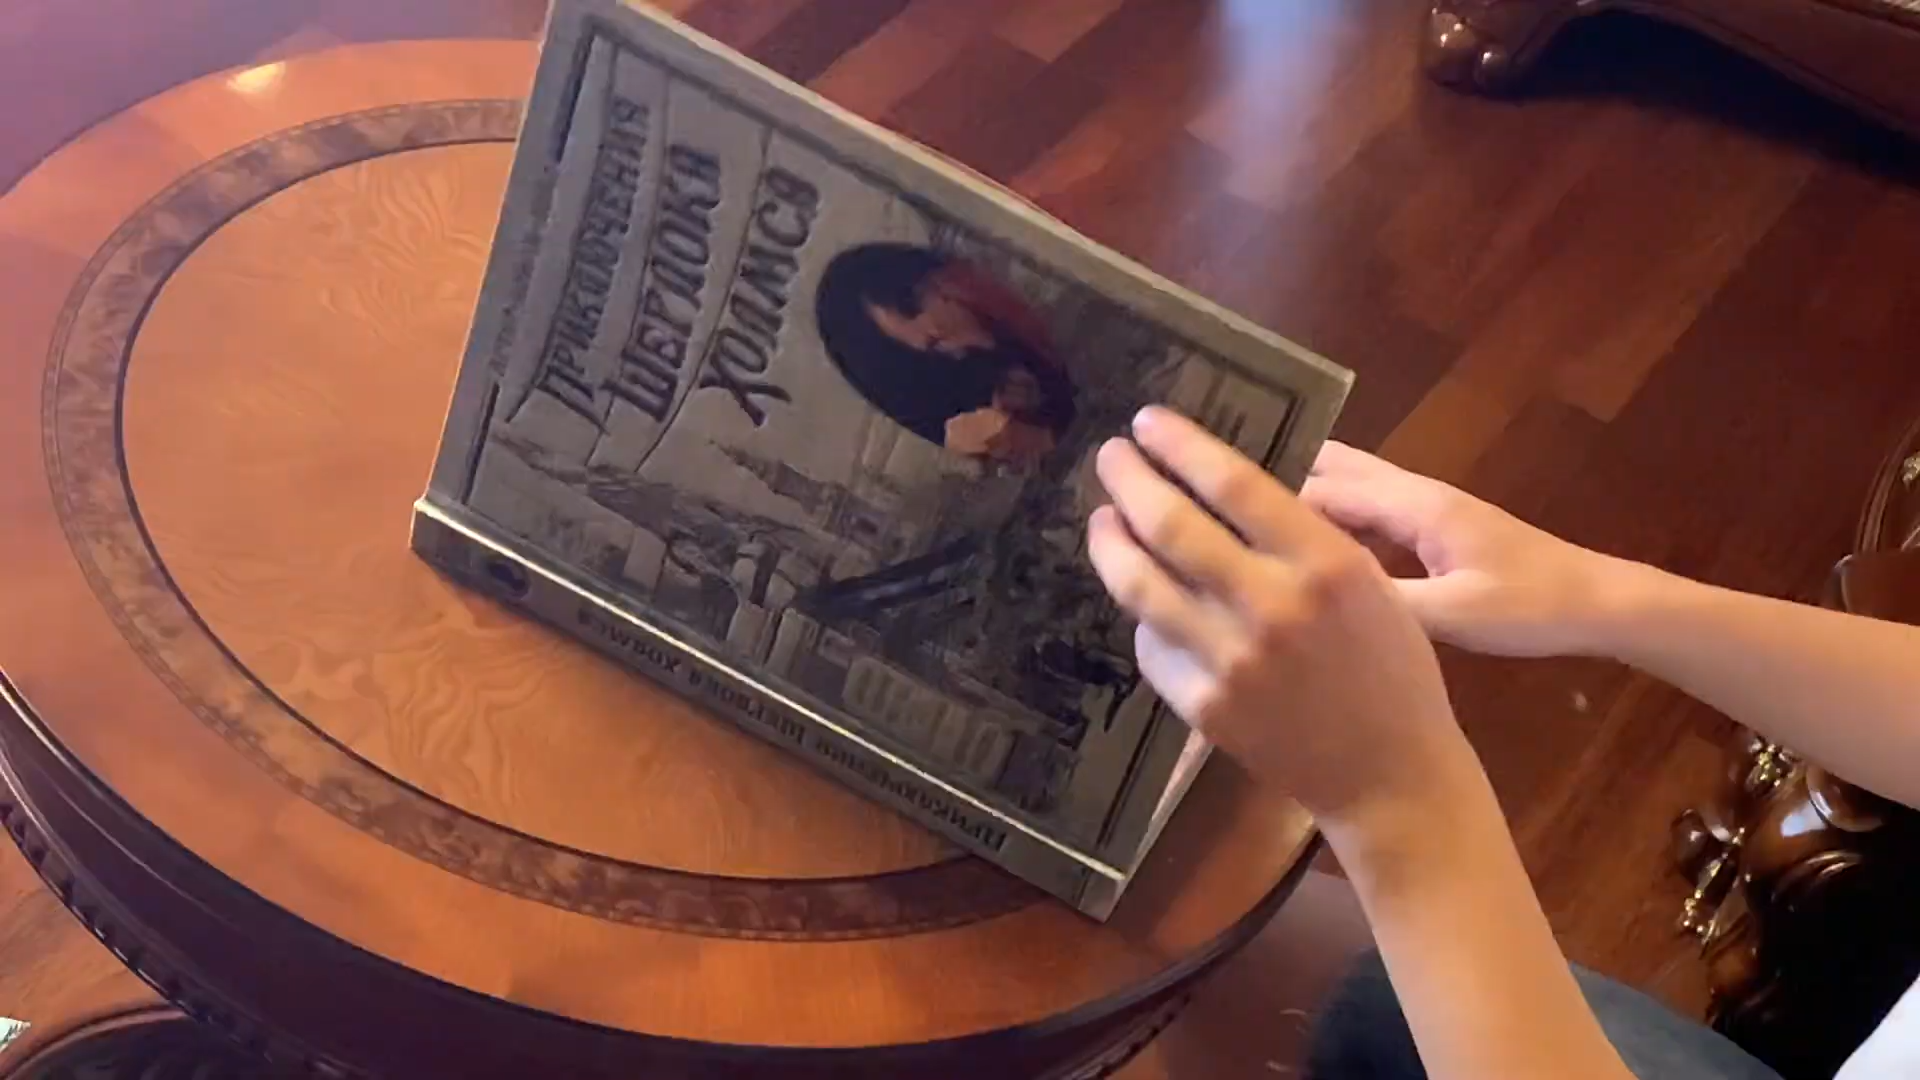 Приключения
Шерлока
Холмса
ПРИКЛЮЧЕНИЯ ШЕРЛОКА ХОЛМСА